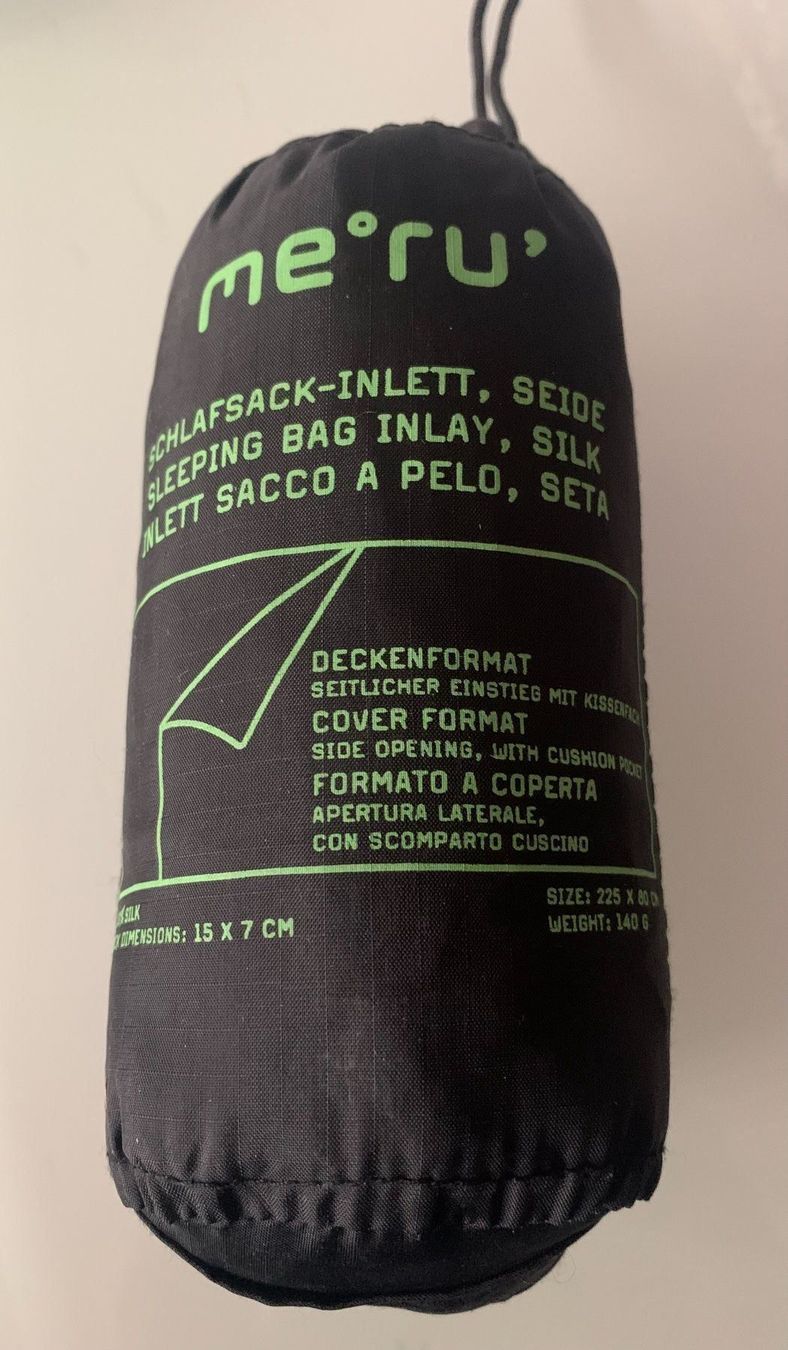 me°ru'
SCHLAFSACK-INLETT, SEIDE
SLEEPING BAG INLAY, SILK
INLETT SACCO A PELO, SETA
DECKENFORMAT
SEITLICHER EINSTIEG MIT KISSENFACH
COVER FORMAT
SIDE OPENING, WITH CUSHION POCKET
FORMATO A COPERTA
APERTURA LATERALE,
CON SCOMPARTO CUSCINO
SILK
DIMENSIONS: 15 X 7 CM
SIZE: 225 X 80 CM
WEIGHT: 140 G